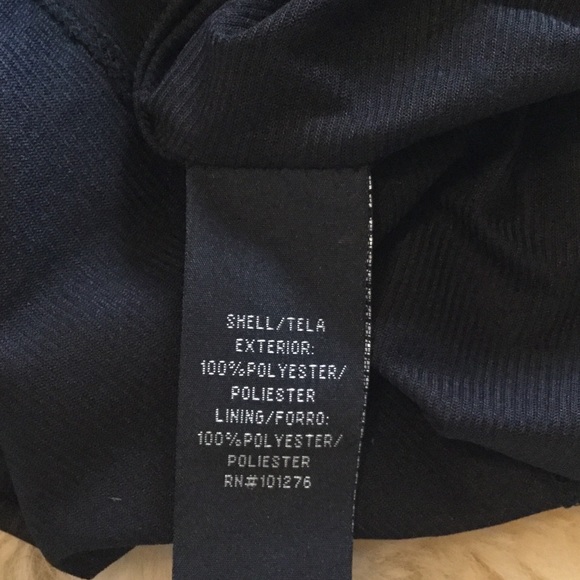 SHELL/TELA
EXTERIOR:
100%POLYESTER/
POLIESTER
LINING/FORRO:
100%POLYESTER/
POLIESTER
RN#101276